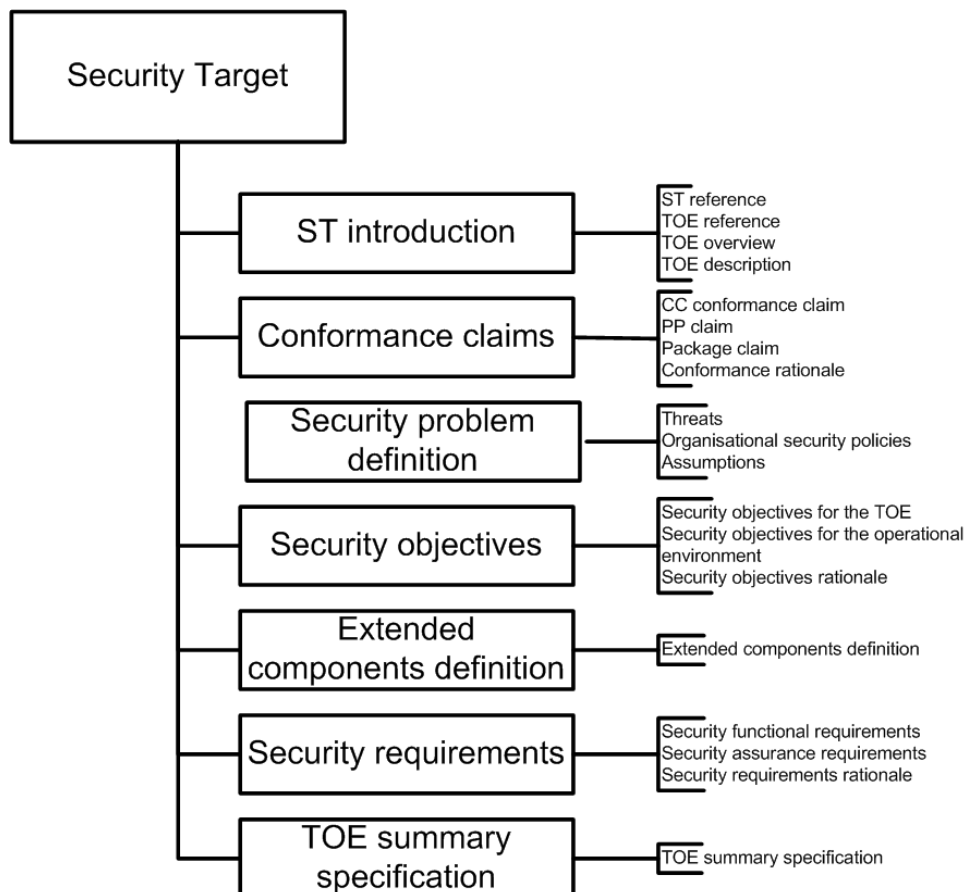 Security Target
ST introduction
ST reference
TOE reference
TOE overview
TOE description
Conformance claims
CC conformance claim
PP claim
Package claim
Conformance rationale
Security problem
definition
Threats
Organisational security policies
Assumptions
Security objectives
Security objectives for the TOE
Security objectives for the operational
environment
Security objectives rationale
Extended
components definition
Extended components definition
Security requirements
Security functional requirements
Security assurance requirements
Security requirements rationale
TOE summary
specification
TOE summary specification